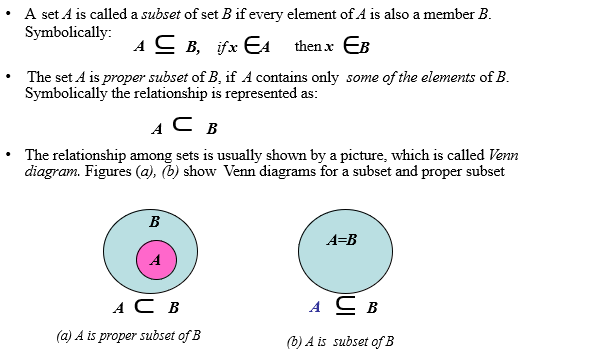 • A set A is called a subset of set B if every element of A is also a member B.
Symbolically:
A ⊆ B, if x ∈A then x ∈B
• The set A is proper subset of B, if A contains only some of the elements of B.
Symbolically the relationship is represented as:
A ⊂ B
• The relationship among sets is usually shown by a picture, which is called Venn
diagram. Figures (a), (b) show Venn diagrams for a subset and proper subset
B
A
A ⊂ B
(a) A is proper subset of B
A=B
A ⊆ B
(b) A is subset of B